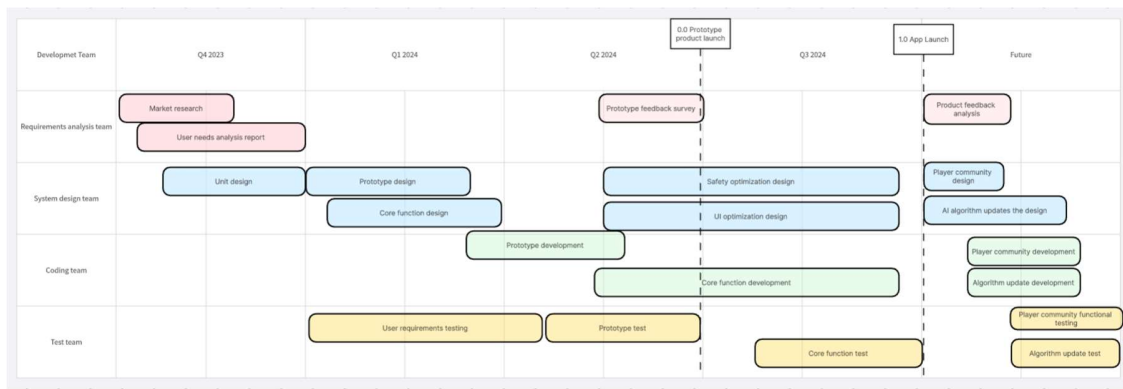 0.0 Prototype
product launch
1.0 App Launch
Developmet Team
Q4 2023
Q1 2024
Q2 2024
Q3 2024
Future
Requirements analysis team
Market research
User needs analysis report
Prototype feedback survey
Product feedback
analysis
System design team
Unit design
Prototype design
Core function design
Safety optimization design
UI optimization design
Player community
design
AI algorithm updates the design
Coding team
Prototype development
Core function development
Player community development
Algorithm update development
Test team
User requirements testing
Prototype test
Core function test
Player community functional
testing
Algorithm update test